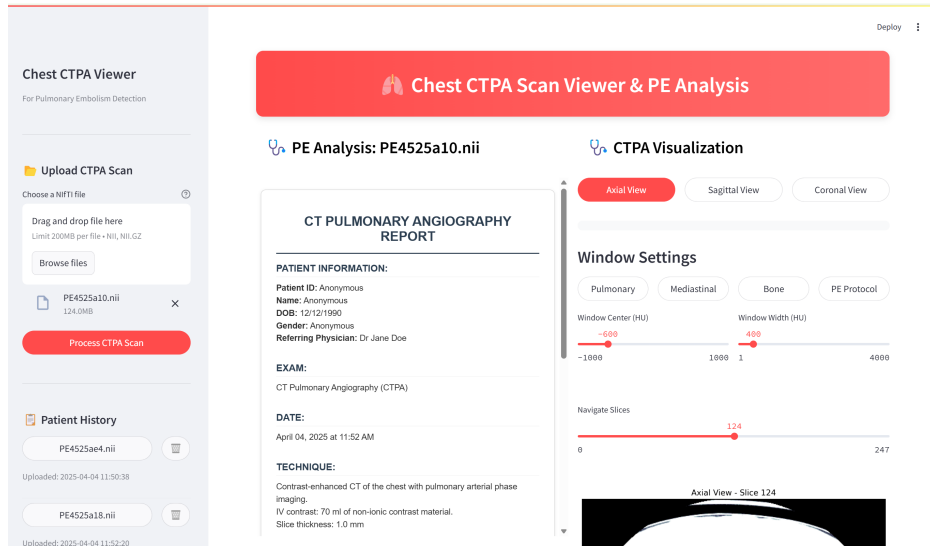 Deploy
Chest CTPA Viewer
For Pulmonary Embolism Detection
Upload CTPA Scan
Choose a NIfTI file
Drag and drop file here
Limit 200MB per file • NII, NII.GZ
Browse files
PE4525a10.nii
124.0MB
Process CTPA Scan
Patient History
PE4525ae4.nii
Uploaded: 2025-04-04 11:50:38
PE4525a18.nii
Uploaded: 2025-04-04 11:52:20
Chest CTPA Scan Viewer & PE Analysis
PE Analysis: PE4525a10.nii
CT PULMONARY ANGIOGRAPHY
REPORT
PATIENT INFORMATION:
Patient ID: Anonymous
Name: Anonymous
DOB: 12/12/1990
Gender: Anonymous
Referring Physician: Dr Jane Doe
EXAM:
CT Pulmonary Angiography (CTPA)
DATE:
April 04, 2025 at 11:52 AM
TECHNIQUE:
Contrast-enhanced CT of the chest with pulmonary arterial phase
imaging.
IV contrast: 70 ml of non-ionic contrast material.
Slice thickness: 1.0 mm
CTPA Visualization
Axial View Sagittal View Coronal View
Window Settings
Pulmonary Mediastinal Bone PE Protocol
Window Center (HU) Window Width (HU)
-600 400
-1000 1000 1 4000
Navigate Slices
124
0 247
Axial View - Slice 124